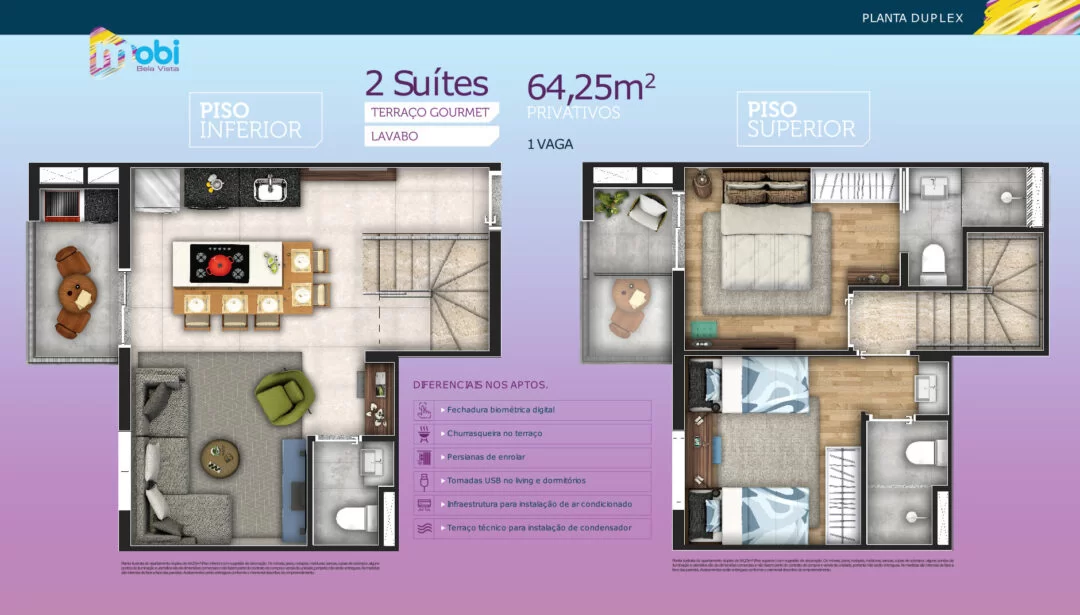 PLANTA DUPLEX
mobi
Bela Vista
PISO
INFERIOR
2 Suítes
TERRAÇO GOURMET
LAVABO
64,25m²
PRIVATIVOS
1 VAGA
PISO
SUPERIOR
DIFERENCIAIS NOS APTOS.
Fechadura biométrica digital
Churrasqueira no terraço
Persianas de enrolar
Tomadas USB no living e dormitórios
Infraestrutura para instalação de ar condicionado
Terraço técnico para instalação de condensador